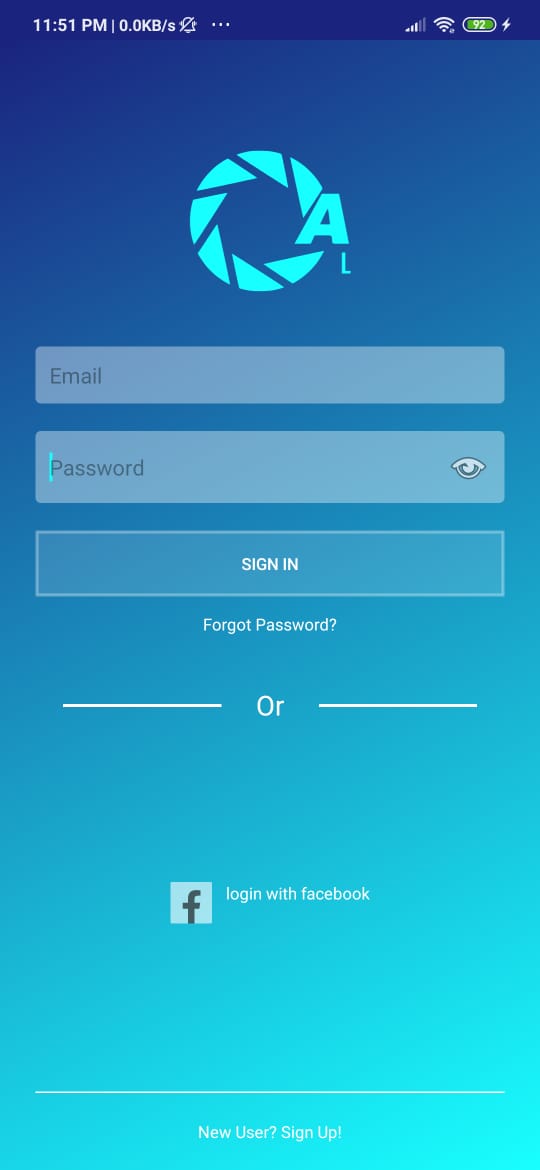 11:51 PM | 0.0KB/s ... 92
A
L
Email
Password
SIGN IN
Forgot Password?
Or
login with facebook
New User? Sign Up!